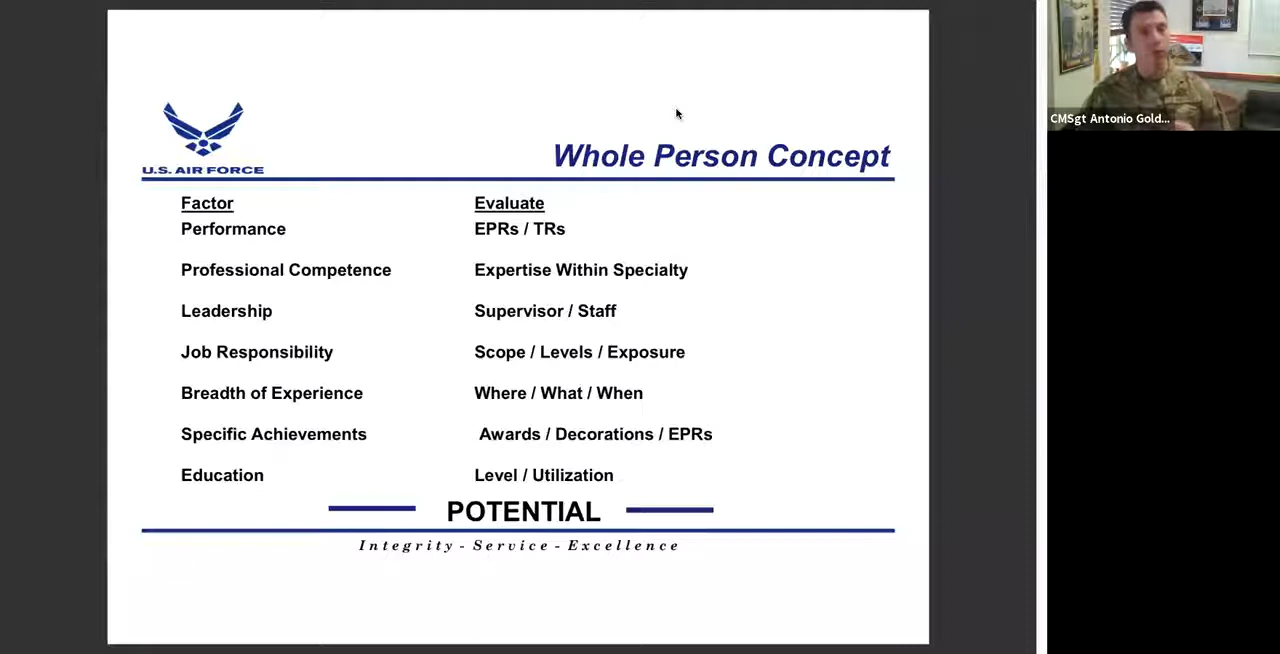 U.S. AIR FORCE
Whole Person Concept
Factor Evaluate
Performance EPRs / TRs
Professional Competence Expertise Within Specialty
Leadership Supervisor / Staff
Job Responsibility Scope / Levels / Exposure
Breadth of Experience Where / What / When
Specific Achievements Awards / Decorations / EPRs
Education Level / Utilization
POTENTIAL
Integrity - Service - Excellence
CMSgt Antonio Gold...